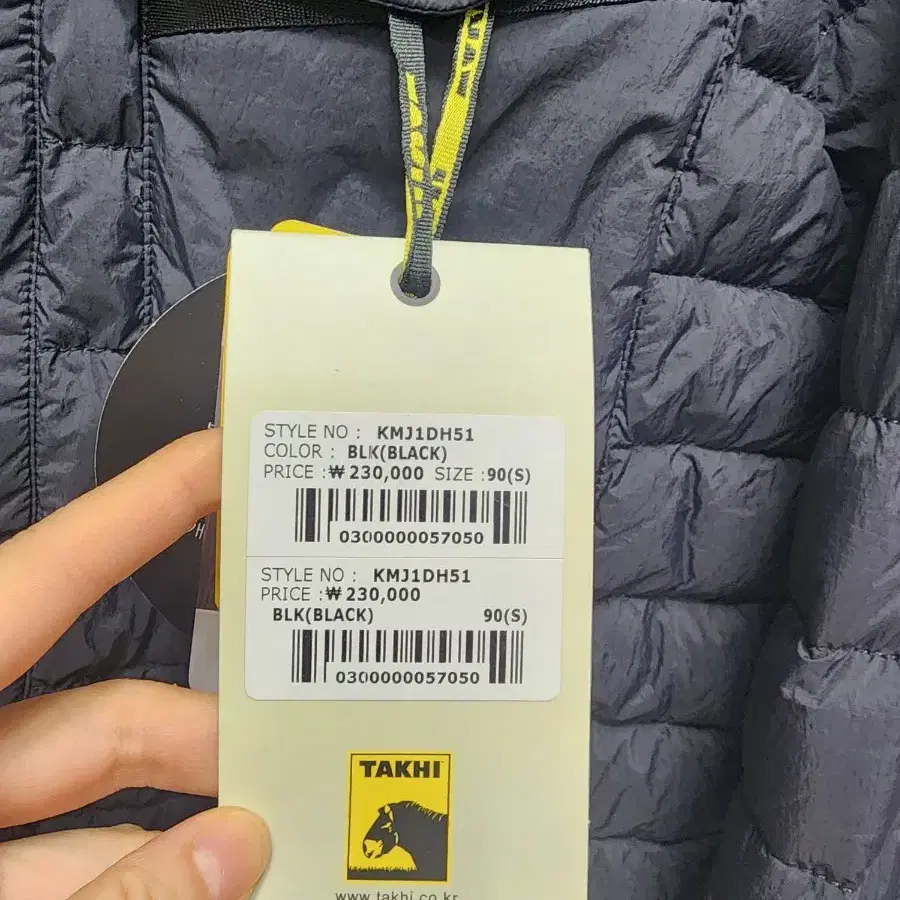 STYLE NO : KMJ1DH51
COLOR : BLK(BLACK)
PRICE :₩ 230,000 SIZE :90(S)
0300000057050
STYLE NO : KMJ1DH51
PRICE :₩ 230,000
BLK(BLACK) 90(S)
0300000057050
TAKHI
www.takhi.co.kr